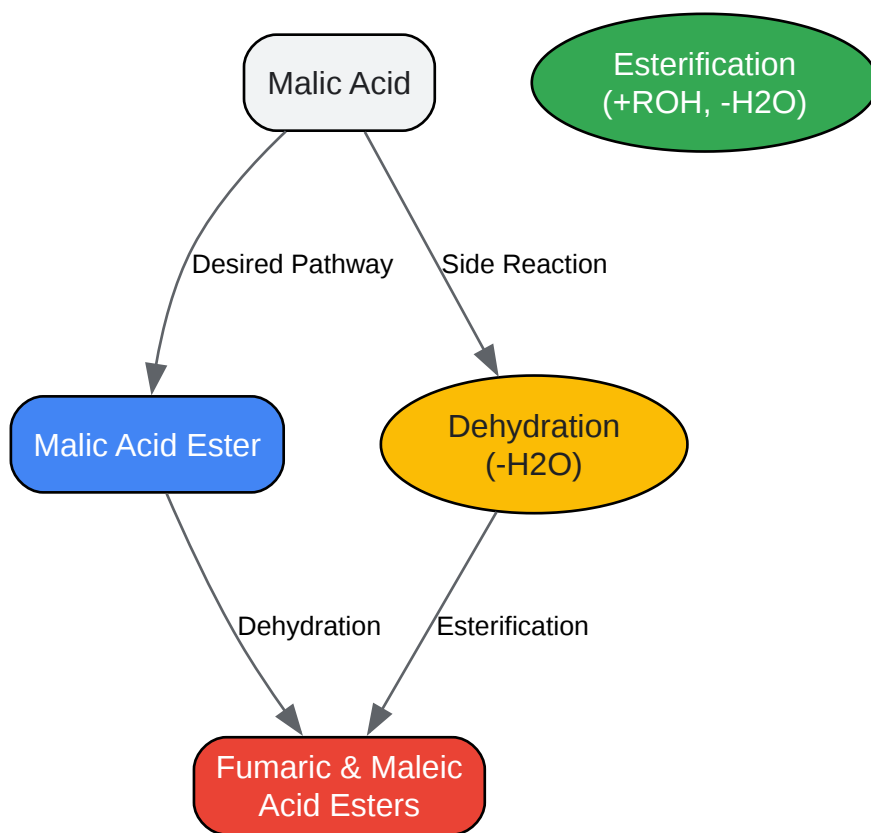 Malic Acid
Esterification
(+ROH, -H2O)
Desired Pathway
Side Reaction
Malic Acid Ester
Dehydration
(-H2O)
Dehydration
Esterification
Fumaric & Maleic
Acid Esters